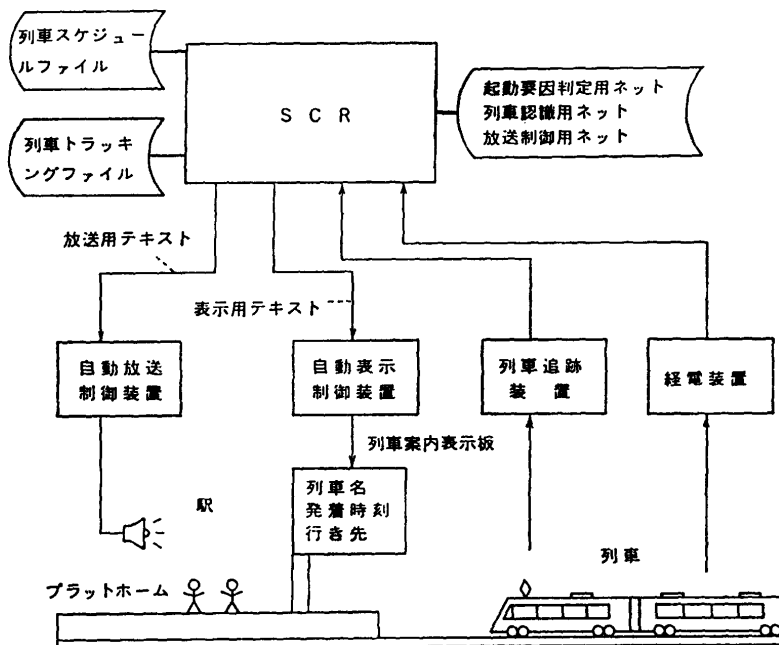 列車スケジュー
ルファイル
SCR
起動要因判定用ネット
列車認識用ネット
放送制御用ネット
列車トラッキ
ングファイル
放送用テキスト
表示用テキスト
自動放送
制御装置
自動表示
制御装置
列車追跡
装置
経電装置
列車案内表示板
駅
列車名
発着時刻
行き先
列車
プラットホーム